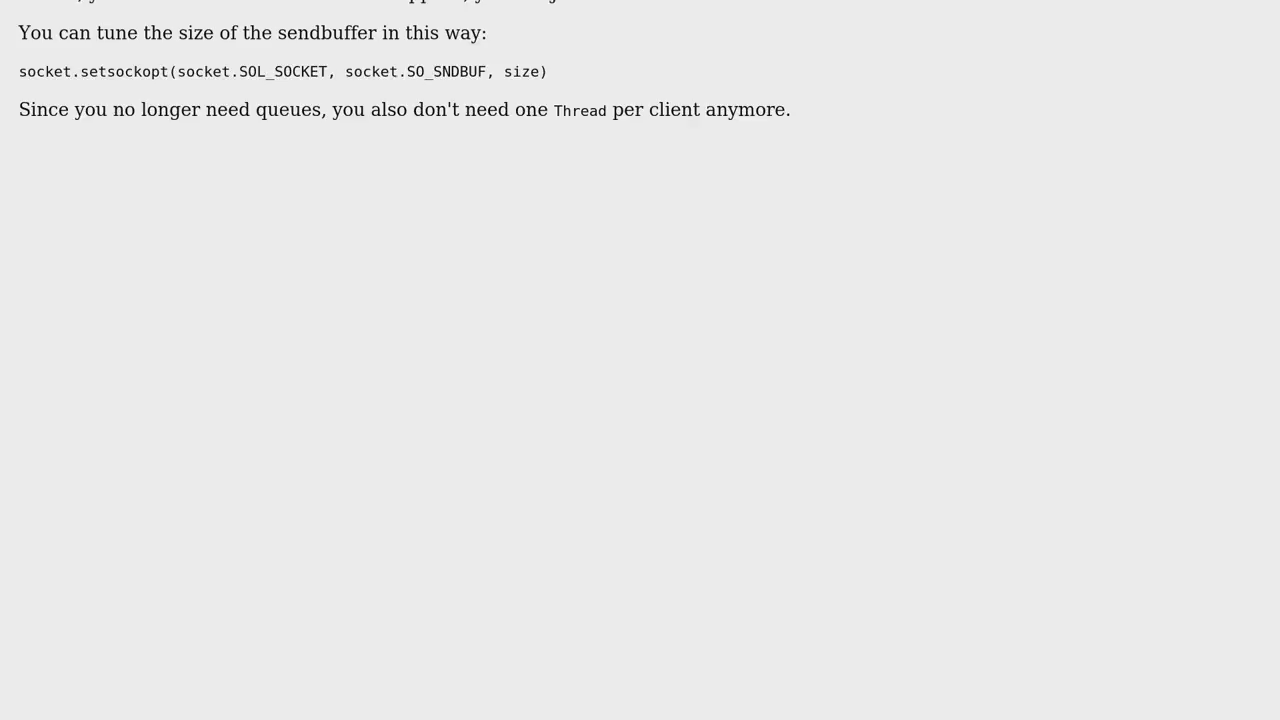 You can tune the size of the sendbuffer in this way:
socket.setsockopt(socket.SOL_SOCKET, socket.SO_SNDBUF, size)
Since you no longer need queues, you also don't need one Thread per client anymore.